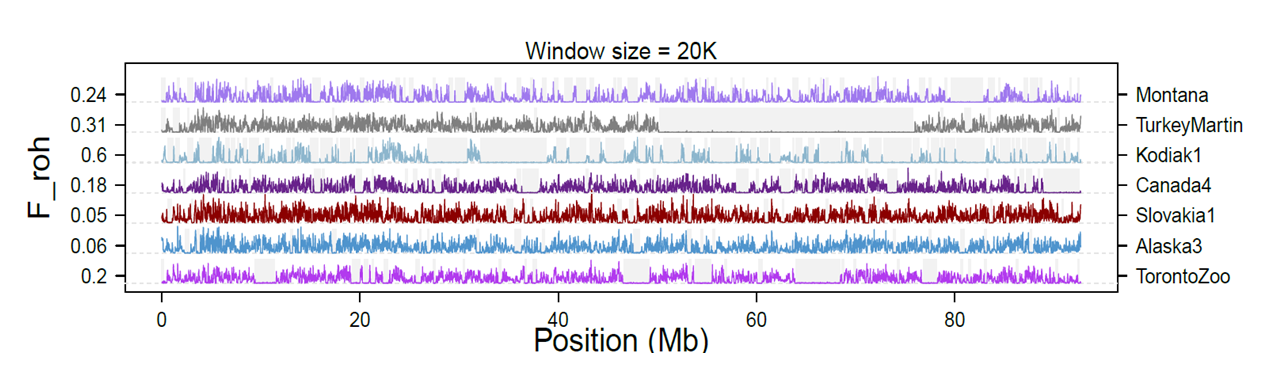 Window size = 20K
F_roh
0.24 Montana
0.31 TurkeyMartin
0.6 Kodiak1
0.18 Canada4
0.05 Slovakia1
0.06 Alaska3
0.2 TorontoZoo
0 20 40 60 80
Position (Mb)